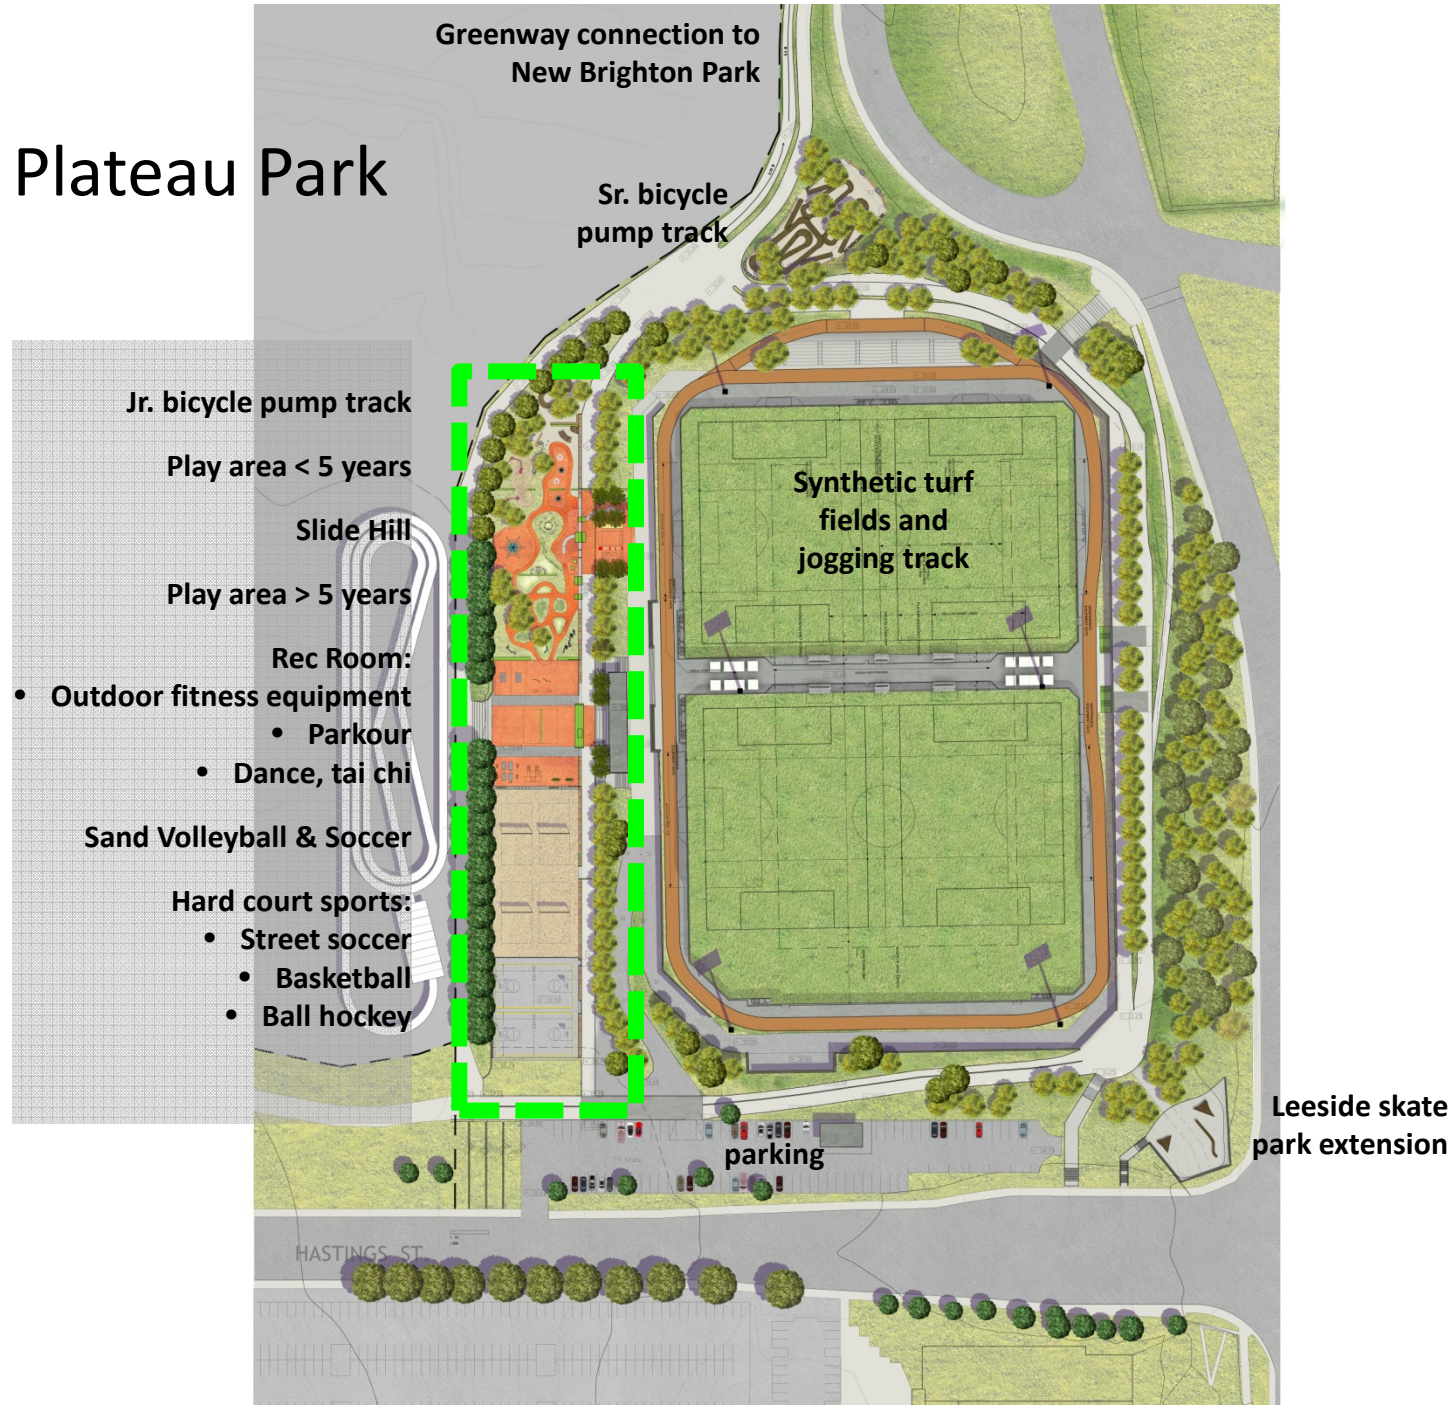 Greenway connection to
New Brighton Park
Plateau Park
Sr. bicycle
pump track
Jr. bicycle pump track
Play area < 5 years
Slide Hill
Play area > 5 years
Rec Room:
• Outdoor fitness equipment
• Parkour
• Dance, tai chi
Sand Volleyball & Soccer
Hard court sports:
• Street soccer
• Basketball
• Ball hockey
Synthetic turf
fields and
jogging track
Leeside skate
park extension
parking
HASTINGS ST.